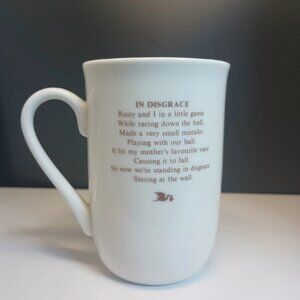 IN DISGRACE
Rusty and I in a little game
While racing down the hall,
Made a very small mistake
Playing with our ball.
It hit my mother's favourite vase
Causing it to fall.
So now we're standing in disgrace
Staring at the wall.